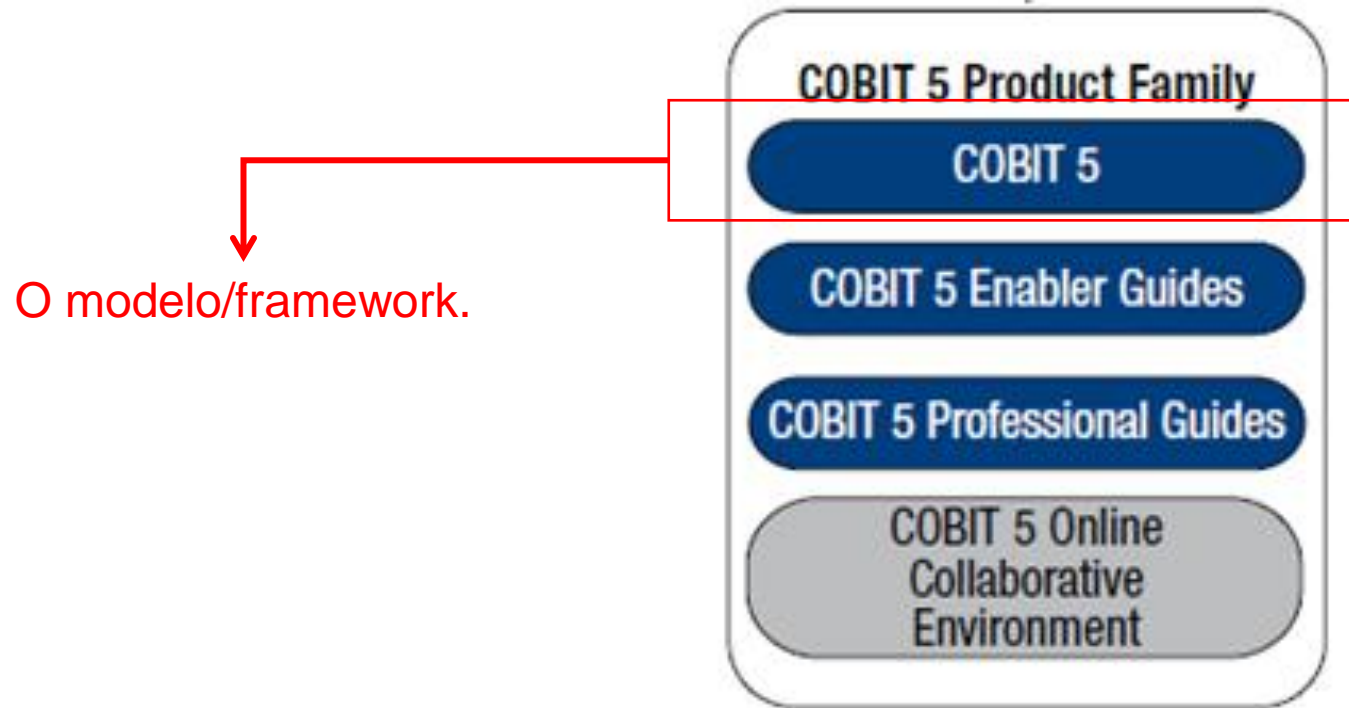 COBIT 5 Product Family
COBIT 5
O modelo/framework.
COBIT 5 Enabler Guides
COBIT 5 Professional Guides
COBIT 5 Online
Collaborative
Environment